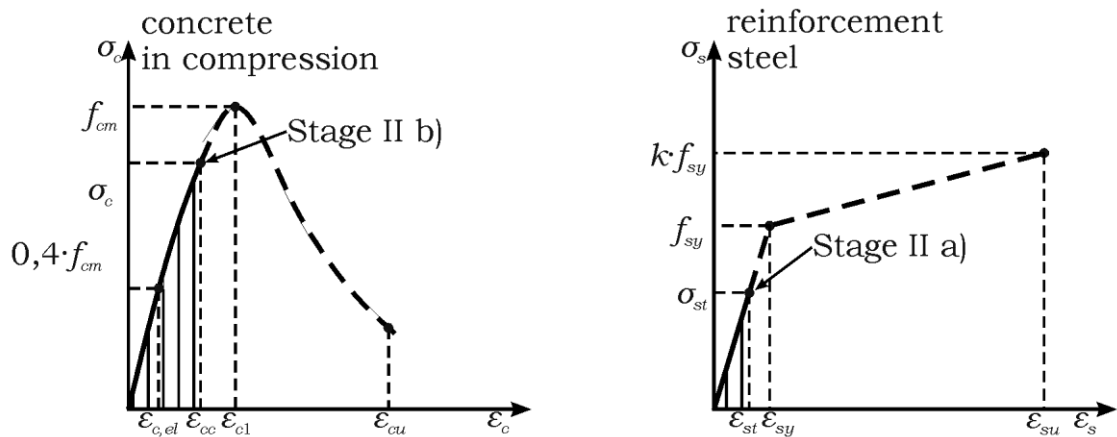 concrete
in compression
σc
fcm
Stage II b)
σc
0,4·fcm
εc,el
εcc
εc1
εcu
εc
reinforcement
steel
σs
k·fsy
fsy
Stage II a)
σst
εst
εsy
εsu
εs